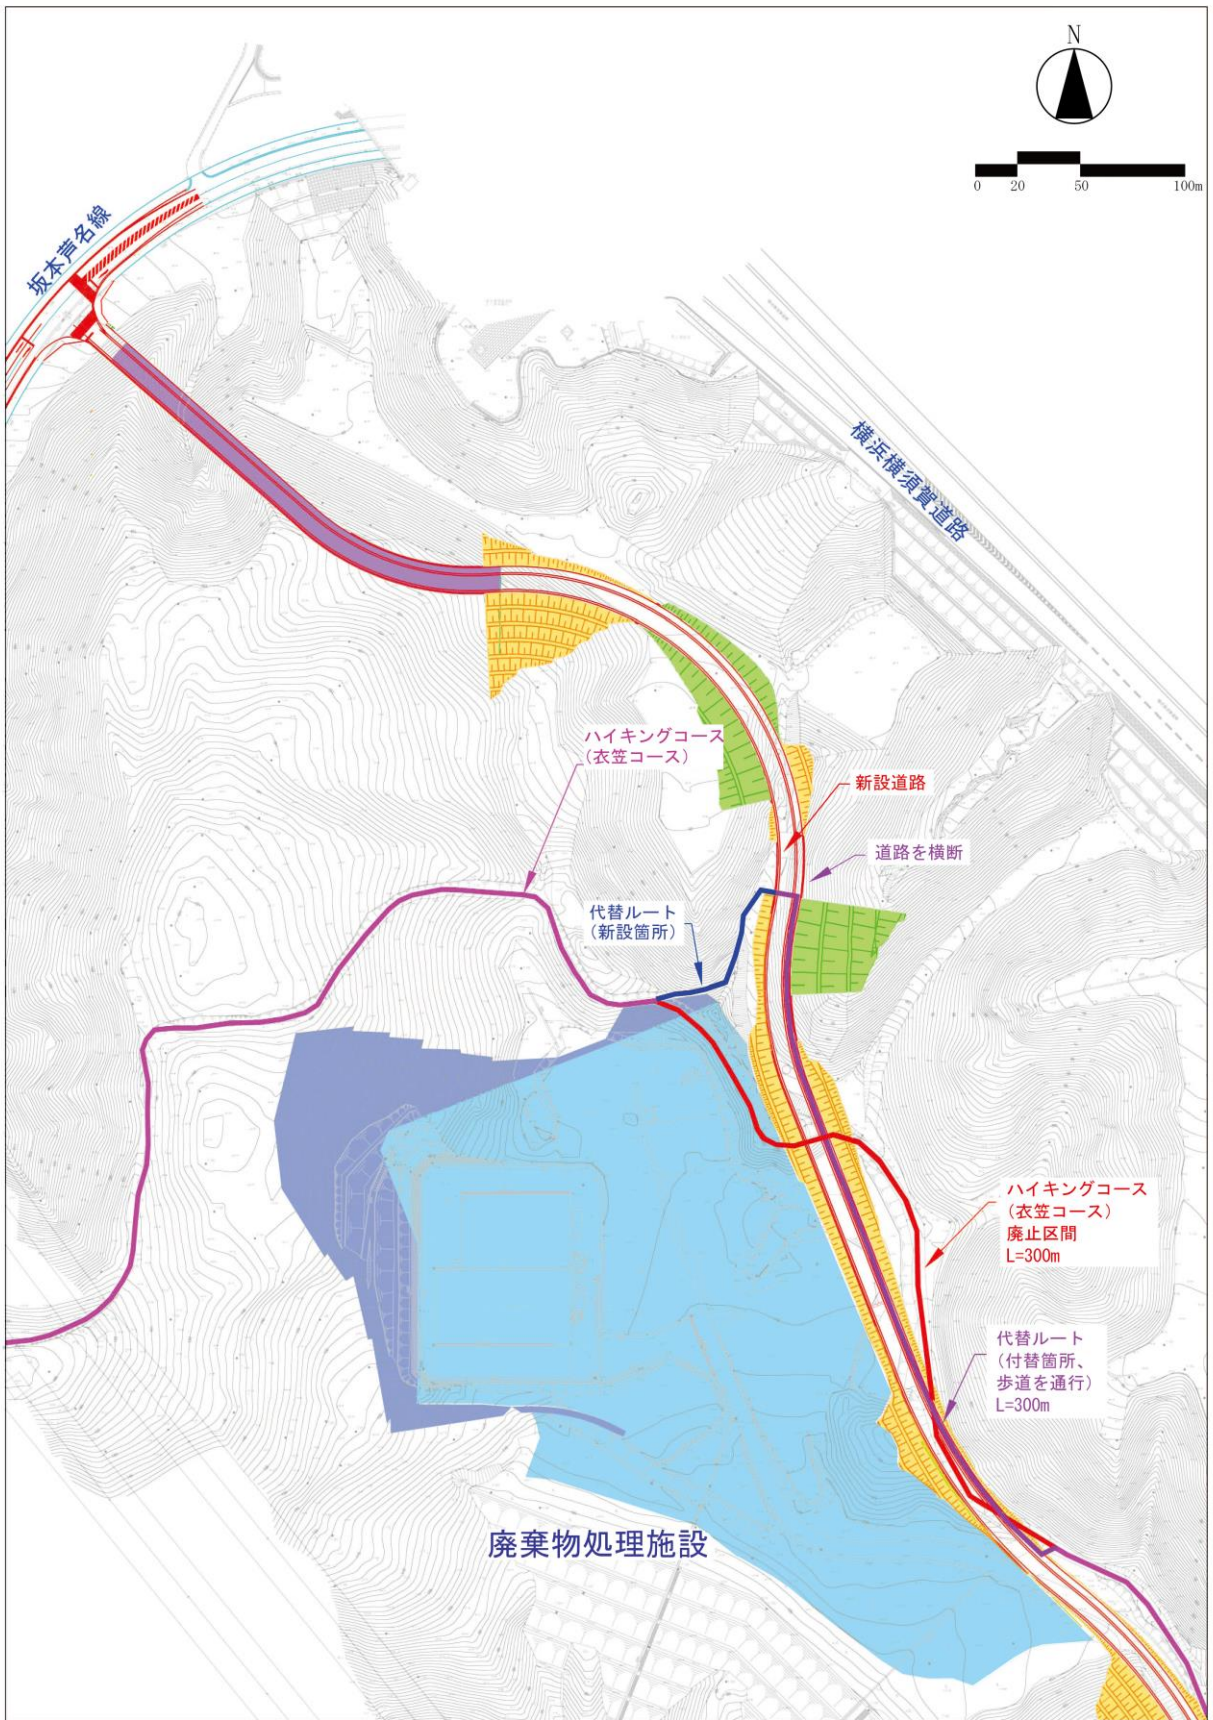 N
0 20 50 100m
坂本芦名線
横浜横須賀道路
ハイキングコース
(衣笠コース)
新設道路
道路を横断
代替ルート
(新設箇所)
ハイキングコース
(衣笠コース)
廃止区間
L=300m
代替ルート
(付替箇所、
歩道を通行)
L=300m
廃棄物処理施設